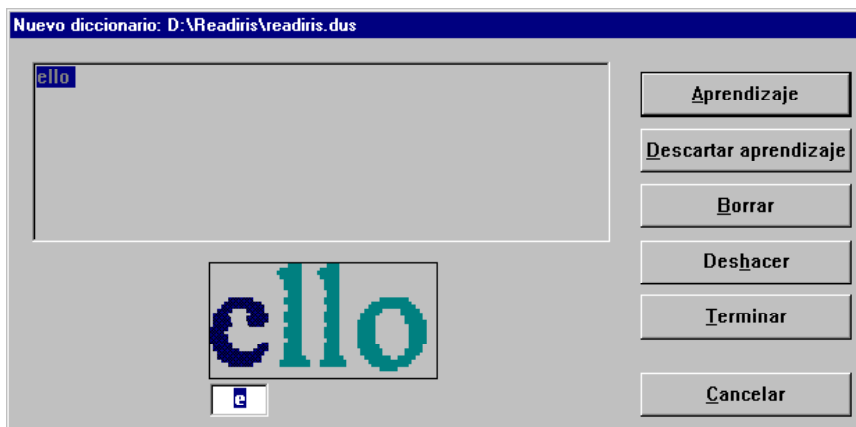 Nuevo diccionario: D:\Readiris\readiris.dus
ello
Aprendizaje
Descartar aprendizaje
Borrar
Deshacer
Terminar
Cancelar
cllo
e